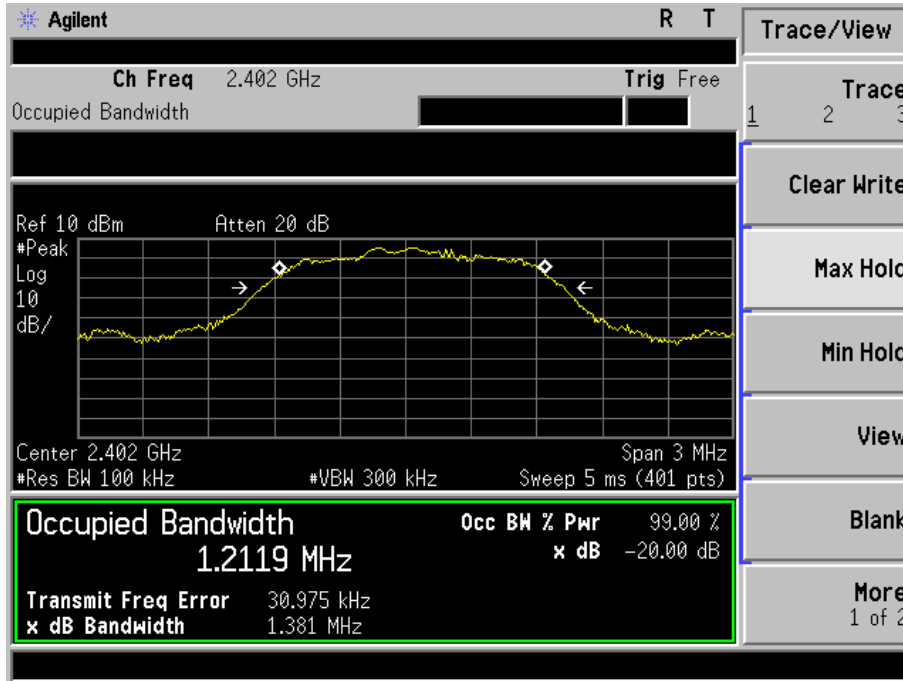 Agilent R T
Trace/View
Ch Freq 2.402 GHz Trig Free
Occupied Bandwidth
Trace
1 2 3
Clear Write
Ref 10 dBm Atten 20 dB
#Peak
Log
10
dB/
Max Hold
Min Hold
Center 2.402 GHz Span 3 MHz
#Res BW 100 kHz #VBW 300 kHz Sweep 5 ms (401 pts)
View
Occupied Bandwidth Occ BW % Pwr 99.00 %
1.2119 MHz x dB -20.00 dB
Blank
Transmit Freq Error 30.975 kHz
x dB Bandwidth 1.381 MHz
More
1 of 2